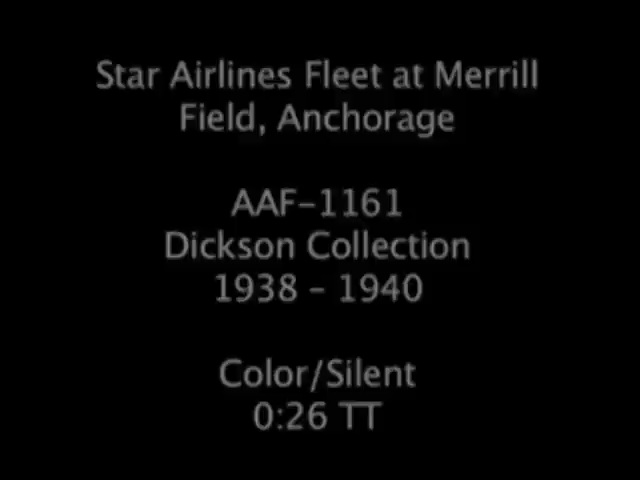 Star Airlines Fleet at Merrill
Field, Anchorage
AAF-1161
Dickson Collection
1938 - 1940
Color/Silent
0:26 TT